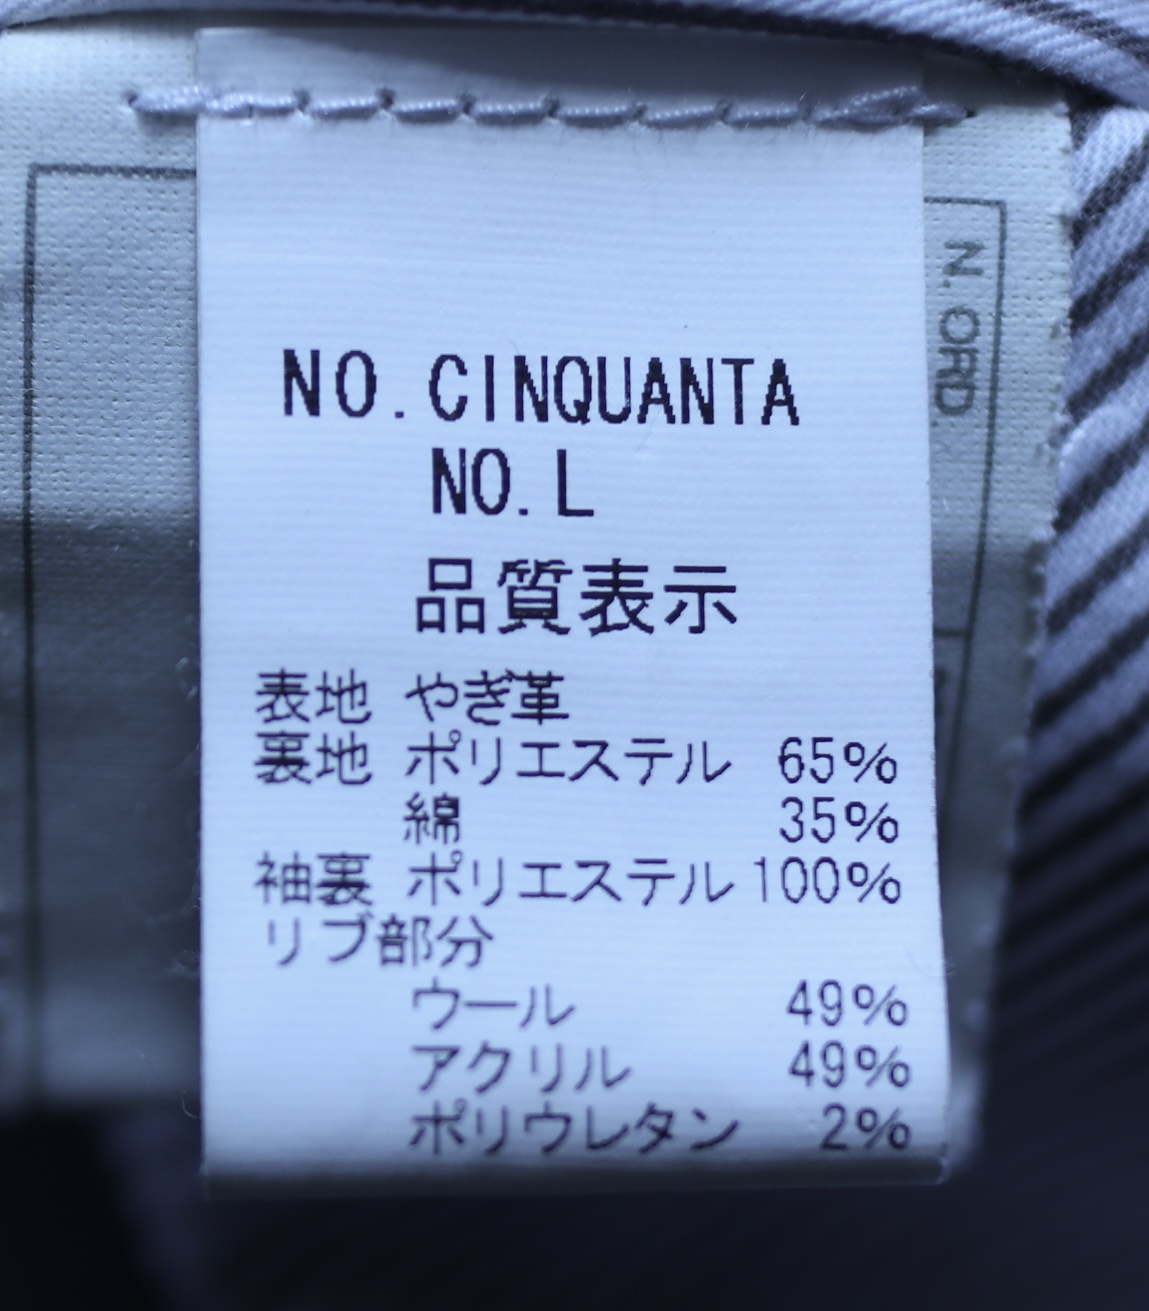 NO.CINQUANTA
NO.L
品質表示
表地 やぎ革
裏地 ポリエステル 65%
綿 35%
袖裏 ポリエステル 100%
リブ部分
ウール 49%
アクリル 49%
ポリウレタン 2%
N. ORD